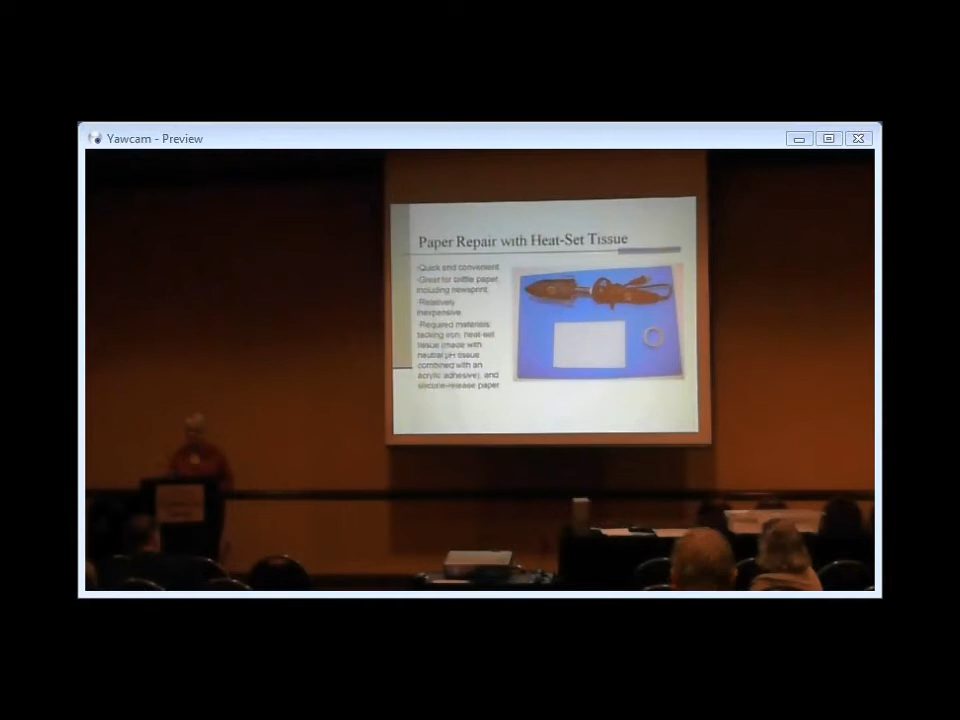 Yawcam - Preview
Paper Repair with Heat-Set Tissue
·Quick and convenient
·Great for brittle paper,
including newsprint
·Relatively
inexpensive
·Required materials:
tacking iron, heat-set
tissue (made with
neutral pH tissue
combined with an
acrylic adhesive), and
silicone-release paper